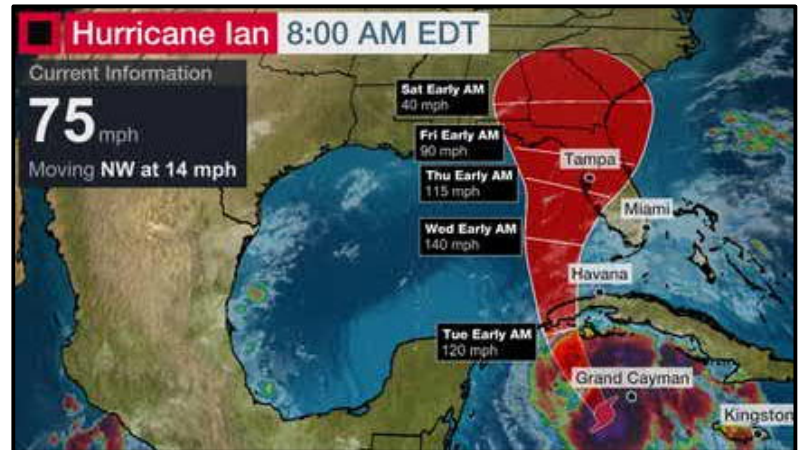 Hurricane Ian 8:00 AM EDT
Current Information
75 mph
Moving NW at 14 mph
Sat Early AM
40 mph
Fri Early AM
90 mph
Tampa
Thu Early AM
115 mph
Miami
Wed Early AM
140 mph
Havana
Tue Early AM
120 mph
Grand Cayman
Kingston